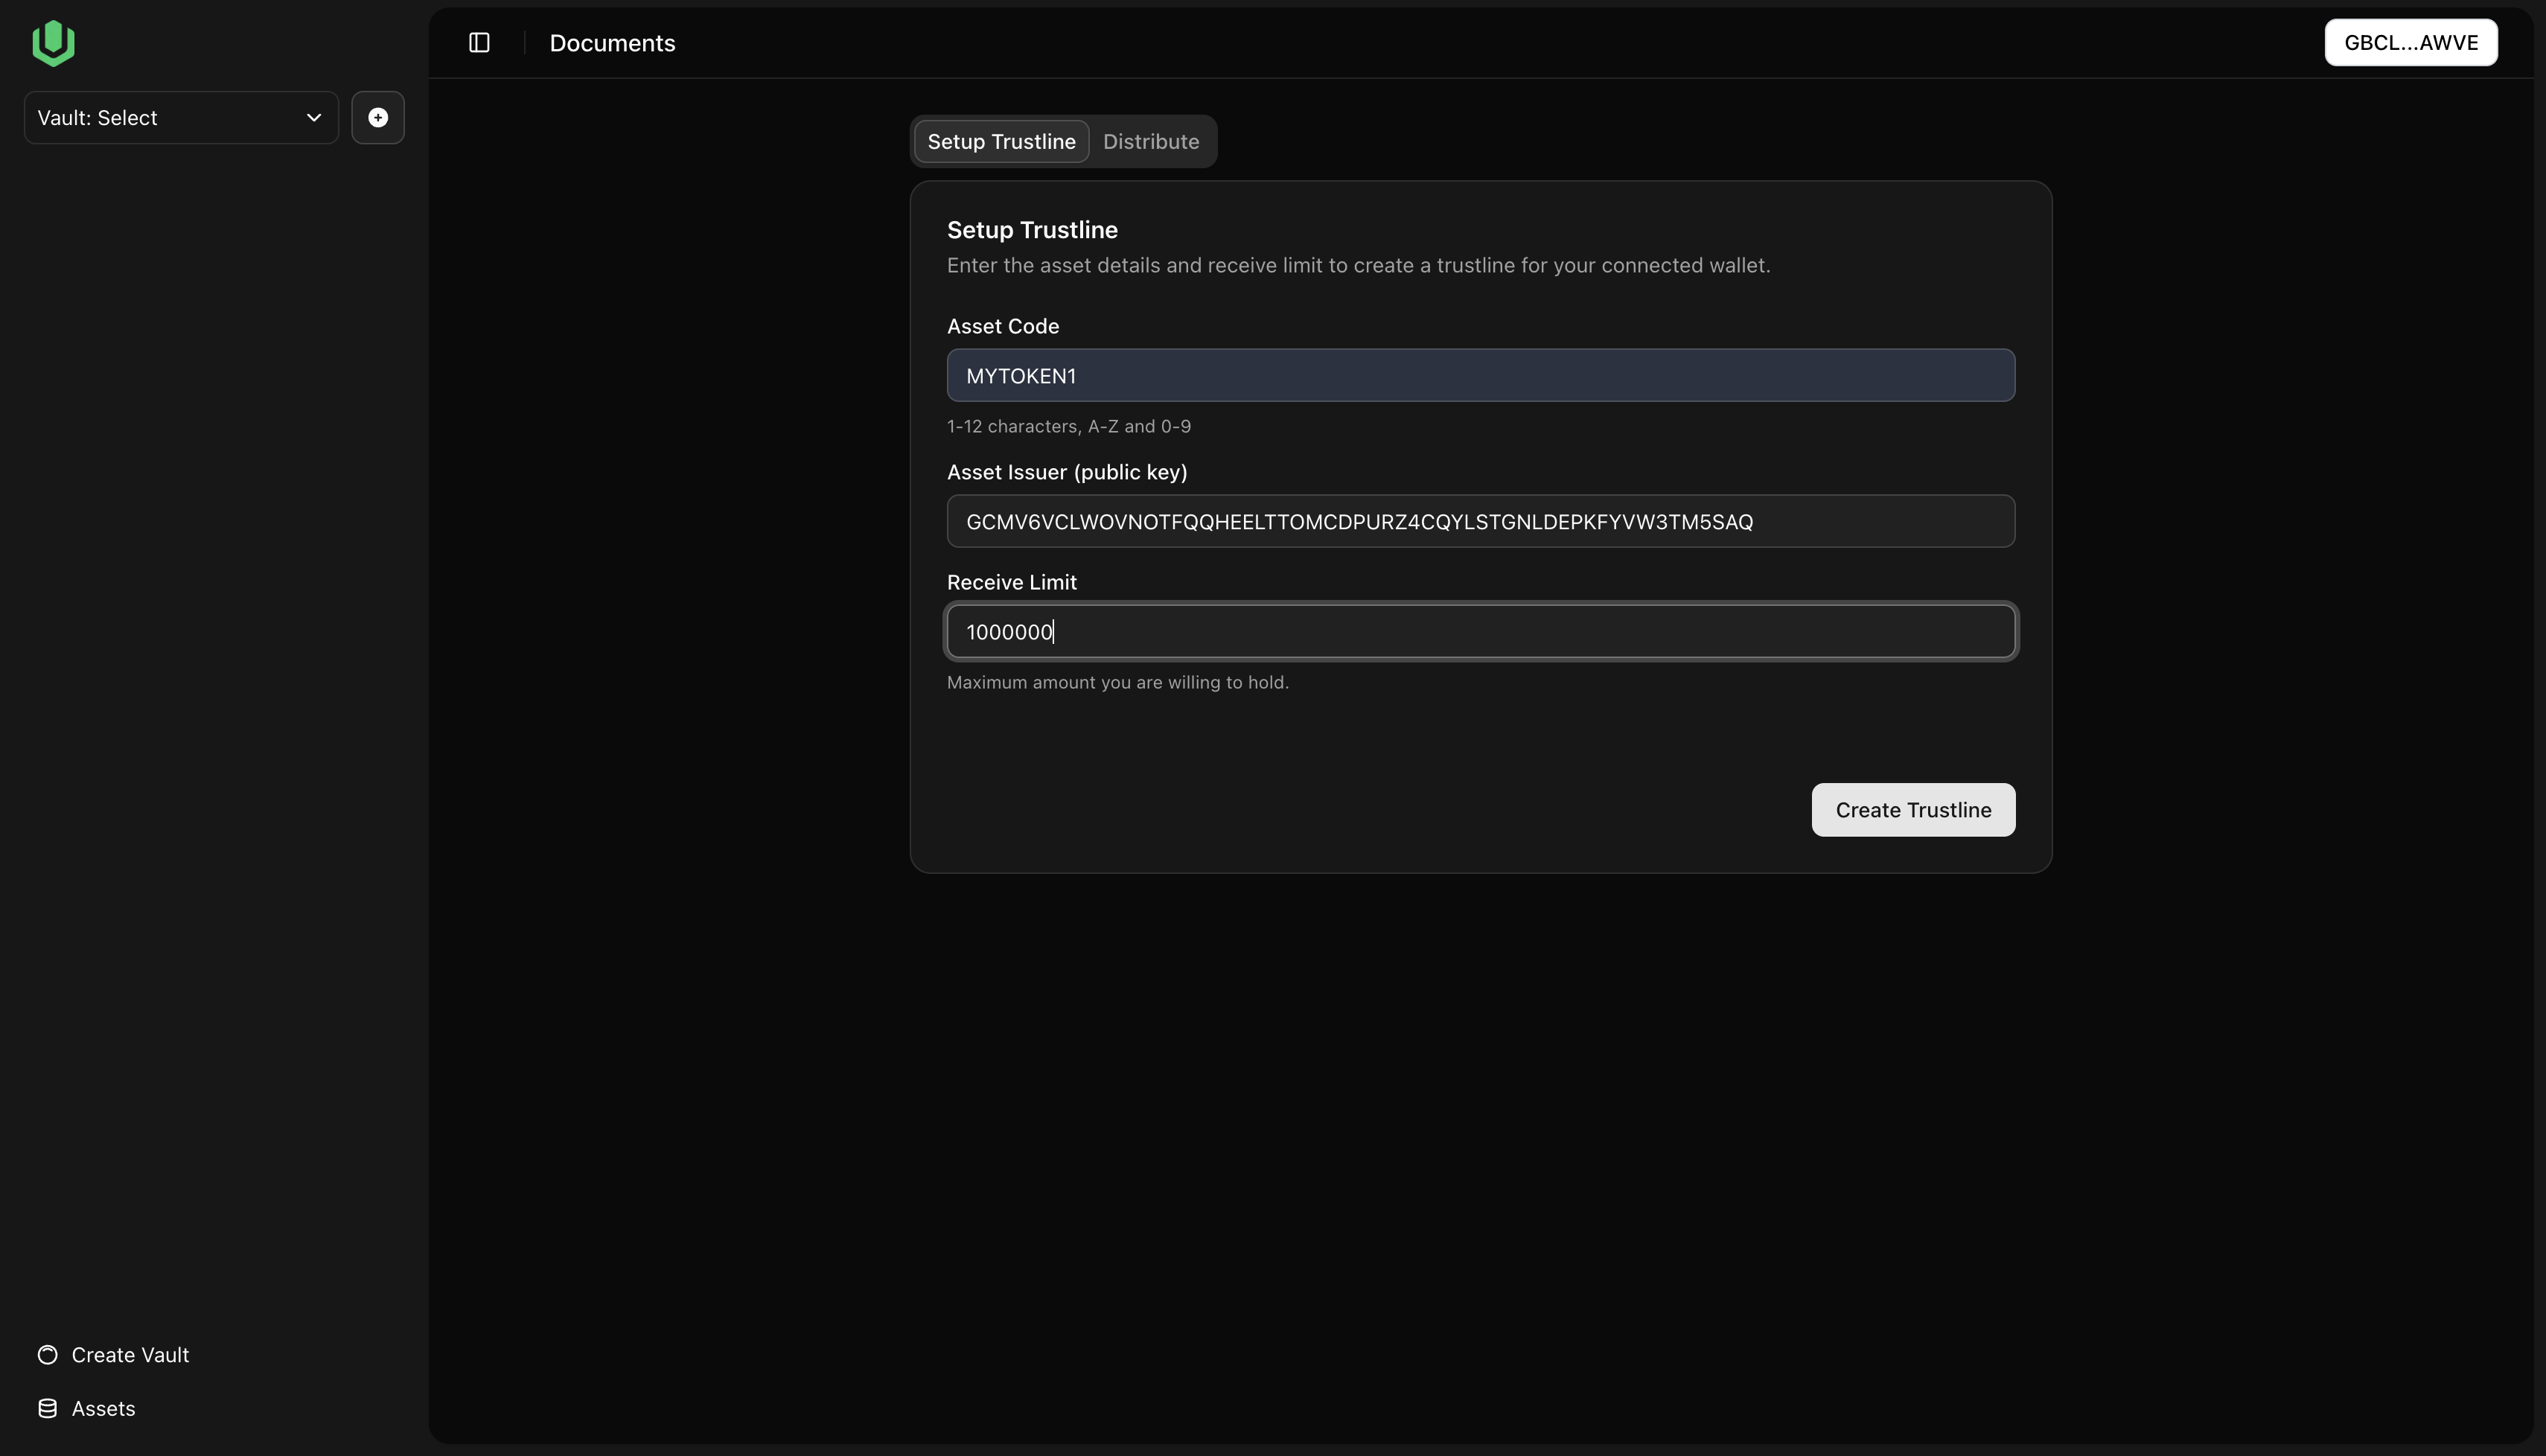 Vault: Select
Documents
GBCL...AWVE
Setup Trustline
Distribute
Setup Trustline
Enter the asset details and receive limit to create a trustline for your connected wallet.
Asset Code
MYTOKEN1
1-12 characters, A-Z and 0-9
Asset Issuer (public key)
GCMV6VCLWOVNOTFQQHEELTTOMCDPURZ4CQYLSTGNLDEPKFYVW3TM5SAQ
Receive Limit
1000000
Maximum amount you are willing to hold.
Create Trustline
Create Vault
Assets